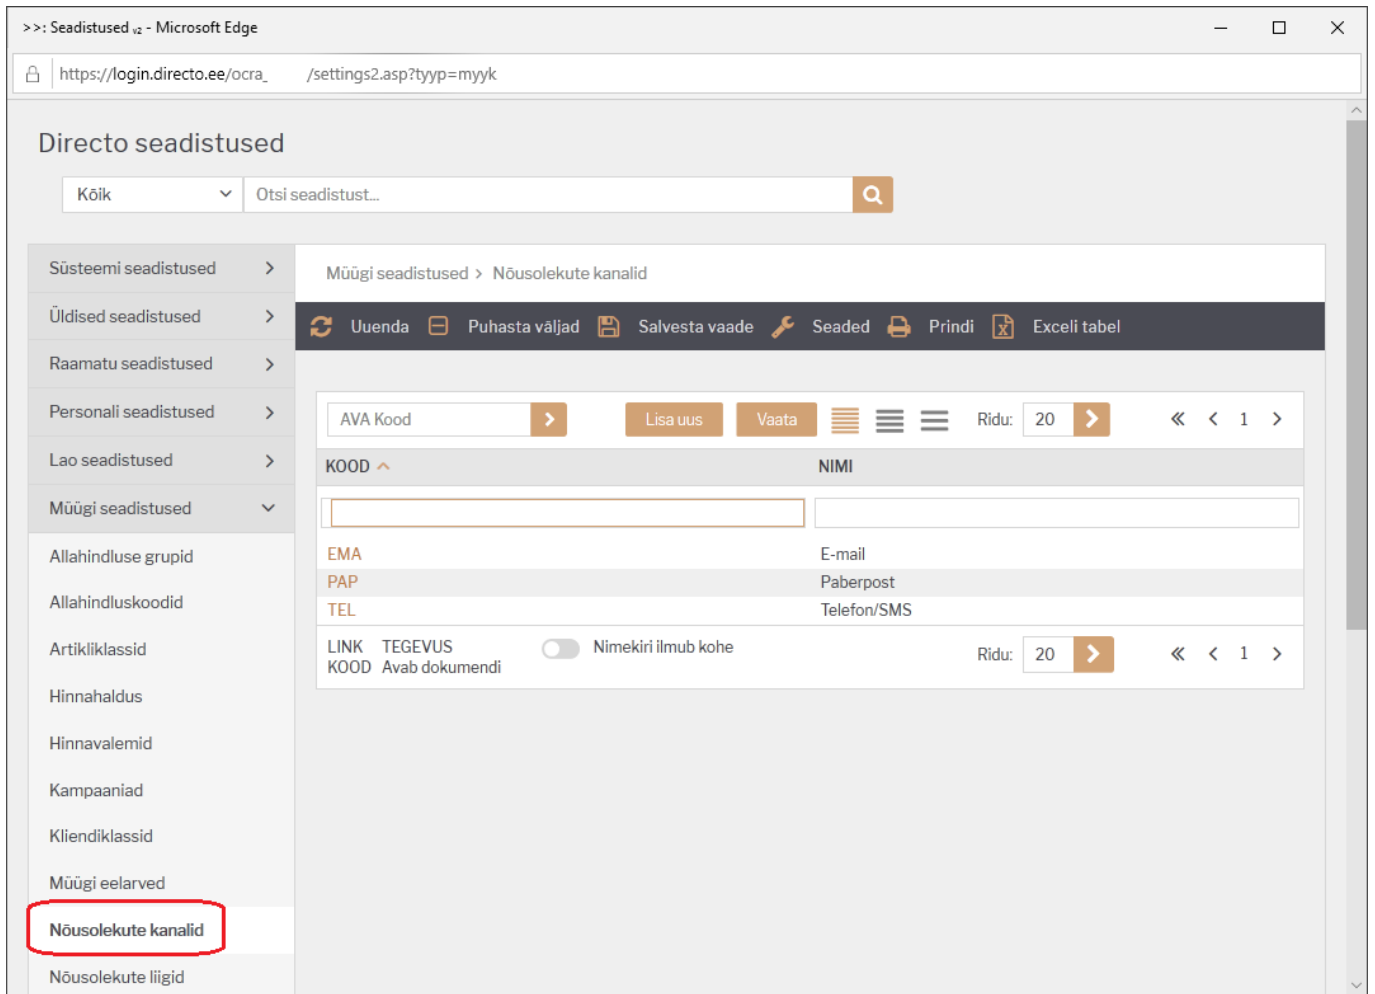 >>: Seadistused v2 - Microsoft Edge
https://login.directo.ee/ocra_ /settings2.asp?tyyp=myyk
Directo seadistused
Kõik Otsi seadistust...
Süsteemi seadistused
Üldised seadistused
Raamatu seadistused
Personali seadistused
Lao seadistused
Müügi seadistused
Allahindluse grupid
Allahindluskoodid
Artikliklassid
Hinnahaldus
Hinnavalemid
Kampaaniad
Kliendiklassid
Müügi eelarved
Nõusolekute kanalid
Nõusolekute liigid
Müügi seadistused > Nõusolekute kanalid
Uuenda Puhasta väljad Salvesta vaade Seaded Prindi Exceli tabel
AVA Kood Lisa uus Vaata Ridu: 20 1
KOOD NIMI
EMA E-mail
PAP Paberpost
TEL Telefon/SMS
LINK TEGEVUS Nimekiri ilmub kohe Ridu: 20 1
KOOD Avab dokumendi